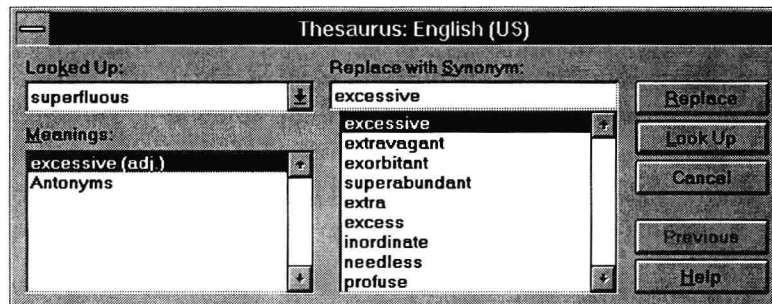 Thesaurus: English (US)
Looked Up:
superfluous
Meanings:
excessive (adj.)
Antonyms
Replace with Synonym:
excessive
excessive
extravagant
exorbitant
superabundant
extra
excess
inordinate
needless
profuse
Replace
Look Up
Cancel
Previous
Help